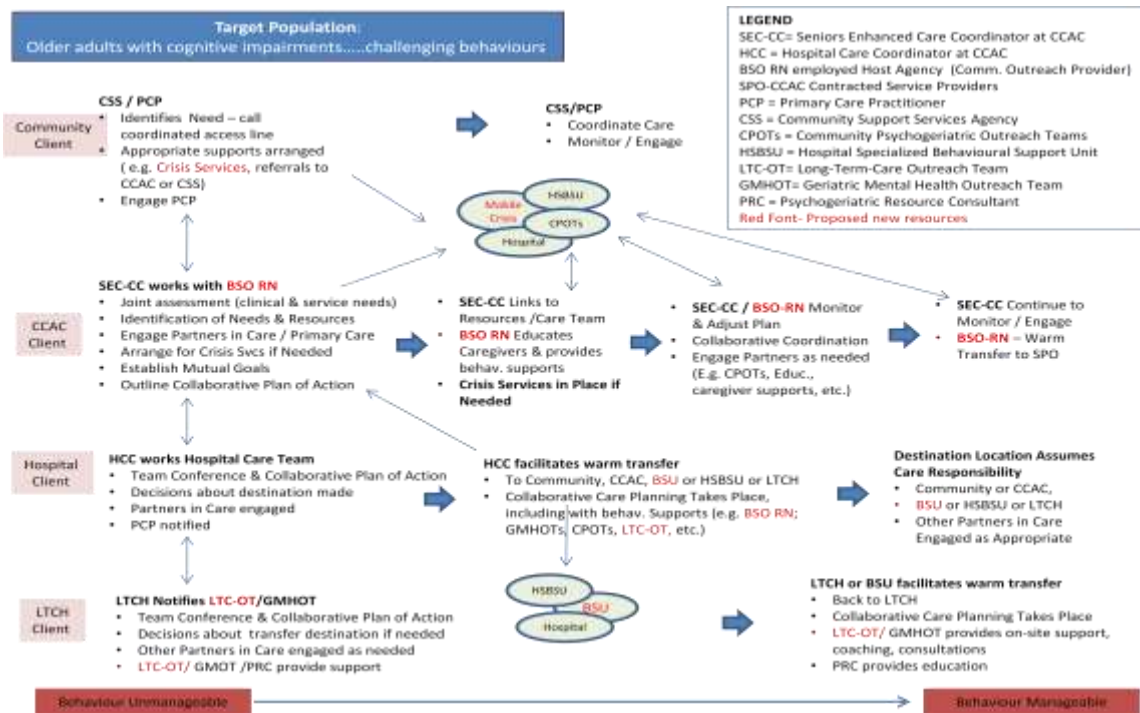 Target Population:
Older adults with cognitive impairments.....challenging behaviours
LEGEND
SEC-CC= Seniors Enhanced Care Coordinator at CCAC
HCC = Hospital Care Coordinator at CCAC
BSO RN employed Host Agency (Comm. Outreach Provider)
SPO-CCAC Contracted Service Providers
PCP = Primary Care Practitioner
CSS = Community Support Services Agency
CPOTs = Community Psychogeriatric Outreach Teams
HSBSU = Hospital Specialized Behavioural Support Unit
LTC-OT= Long-Term-Care Outreach Team
GMHOT= Geriatric Mental Health Outreach Team
PRC = Psychogeriatric Resource Consultant
Red Font- Proposed new resources
Community
Client
CSS / PCP
• Identifies Need – call
coordinated access line
• Appropriate supports arranged
( e.g. Crisis Services, referrals to
CCAC or CSS)
• Engage PCP
CSS/PCP
• Coordinate Care
• Monitor / Engage
HSBSU
Mobile
Crisis
CPOTs
Hospital
CCAC
Client
SEC-CC works with BSO RN
• Joint assessment (clinical & service needs)
• Identification of Needs & Resources
• Engage Partners in Care / Primary Care
• Arrange for Crisis Svcs if Needed
• Establish Mutual Goals
• Outline Collaborative Plan of Action
• SEC-CC Links to
Resources /Care Team
• BSO RN Educates
Caregivers & provides
behav. supports
• Crisis Services in Place if
Needed
• SEC-CC / BSO-RN Monitor
& Adjust Plan
• Collaborative Coordination
• Engage Partners as needed
(E.g. CPOTs, Educ.,
caregiver supports, etc.)
• SEC-CC Continue to
Monitor / Engage
• BSO-RN – Warm
Transfer to SPO
Hospital
Client
HCC works Hospital Care Team
• Team Conference & Collaborative Plan of Action
• Decisions about destination made
• Partners in Care engaged
• PCP notified
HCC facilitates warm transfer
• To Community, CCAC, BSU or HSBSU or LTCH
• Collaborative Care Planning Takes Place,
including with behav. Supports (e.g. BSO RN;
GMHOTs, CPOTs, LTC-OT, etc.)
Destination Location Assumes
Care Responsibility
• Community or CCAC,
• BSU or HSBSU or LTCH
• Other Partners in Care
Engaged as Appropriate
LTCH
Client
LTCH Notifies LTC-OT/GMHOT
• Team Conference & Collaborative Plan of Action
• Decisions about transfer destination if needed
• Other Partners in Care engaged as needed
• LTC-OT/ GMOT /PRC provide support
HSBSU
BSU
Hospital
LTCH or BSU facilitates warm transfer
• Back to LTCH
• Collaborative Care Planning Takes Place
• LTC-OT/ GMHOT provides on-site support,
coaching, consultations
• PRC provides education
Behaviour Unmanageable
Behaviour Manageable